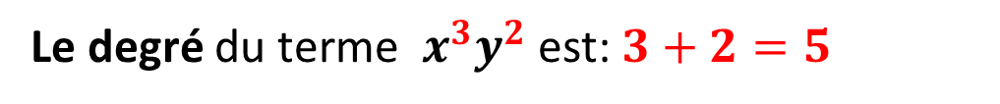 Le degré du terme x³y² est: 3 + 2 = 5